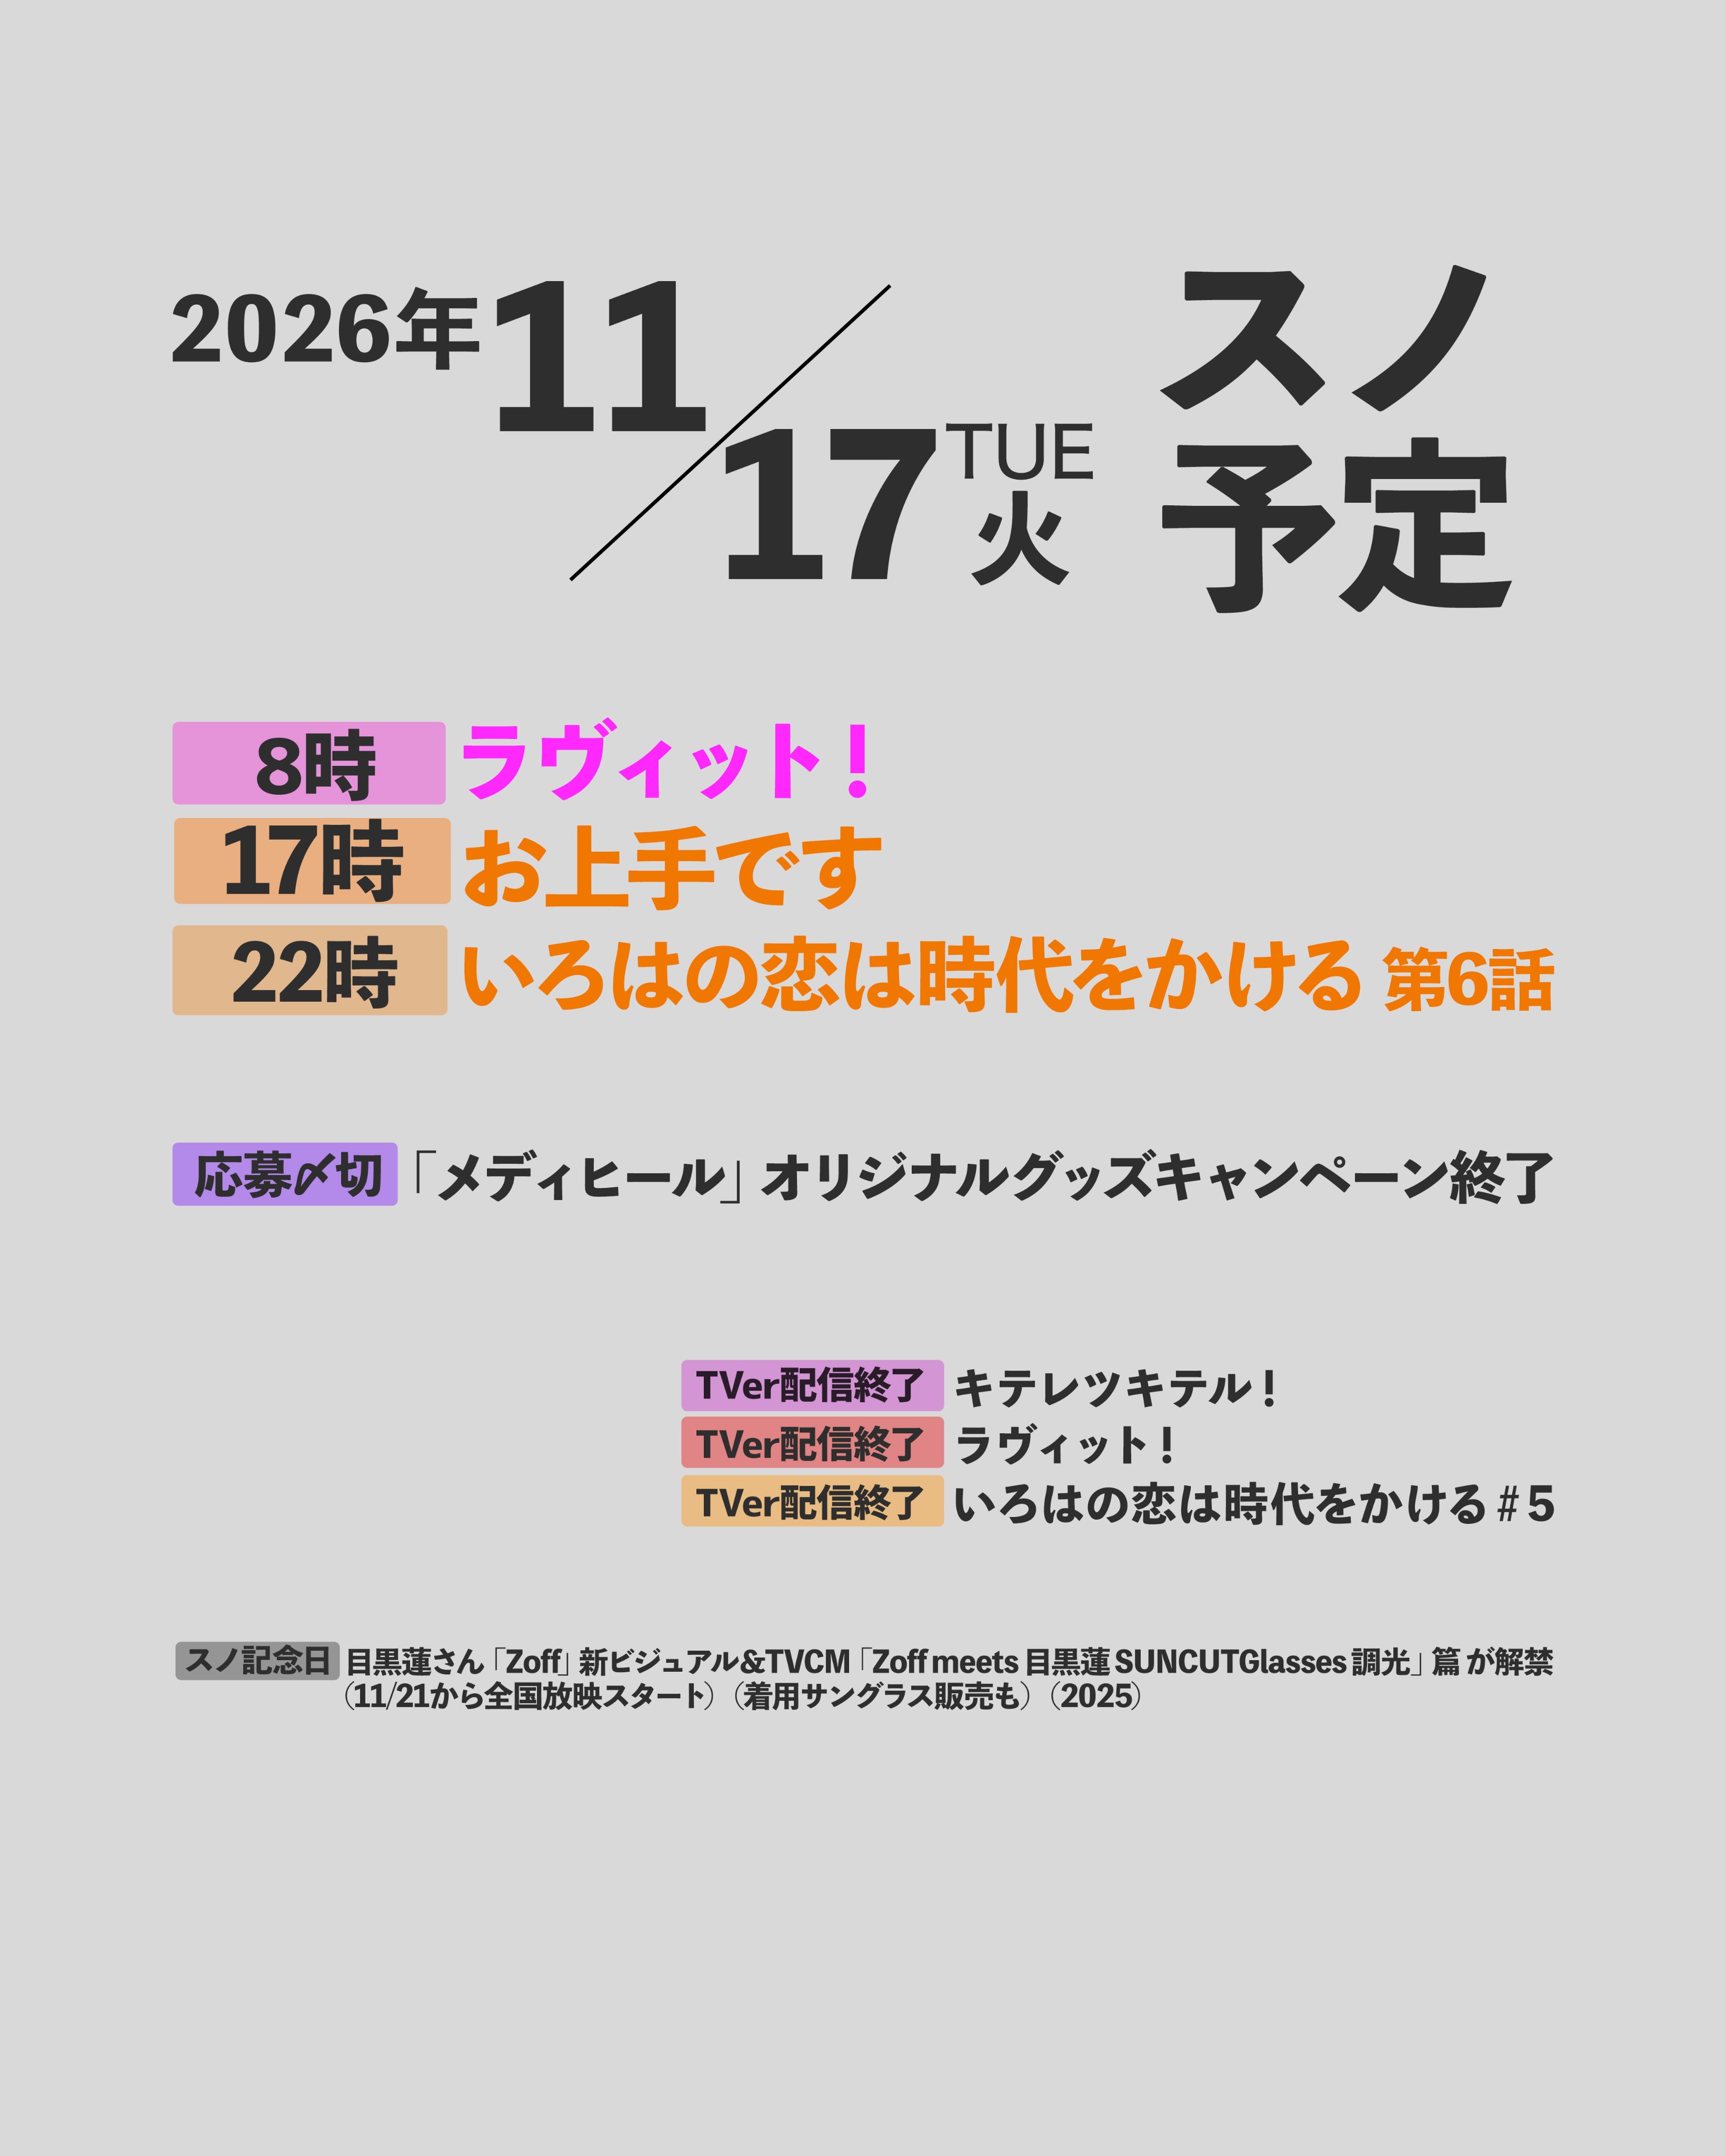 2026年 11/17 TUE 火 スノ予定
8時 ラヴィット！
17時 お上手です
22時 いろはの恋は時代をかける 第6話
応募〆切 「メディヒール」オリジナルグッズキャンペーン終了
TVer配信終了 キテレツキテル！
TVer配信終了 ラヴィット！
TVer配信終了 いろはの恋は時代をかける ＃5
スノ記念日 目黒蓮さん「Zoff」新ビジュアル&TVCM「Zoff meets 目黒蓮 SUNCUTGlasses 調光」篇 が解禁
（11/21から全国放映スタート）（着用サングラス販売も）（2025）